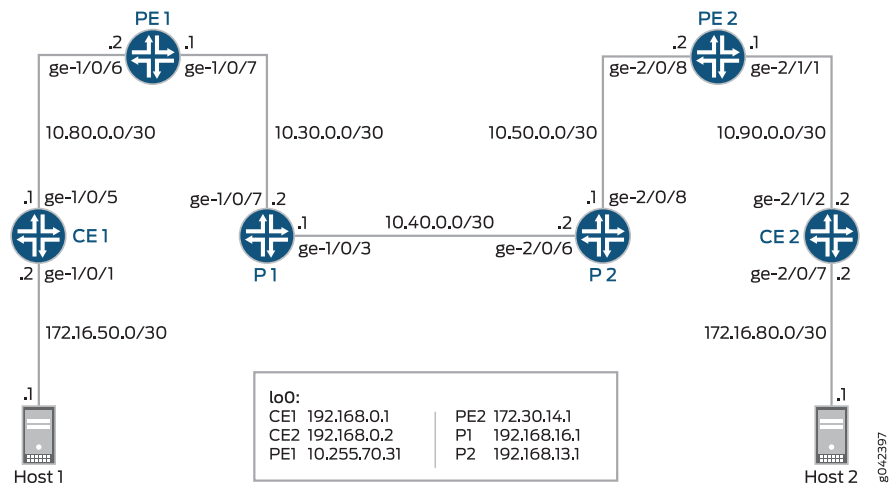 PE 1
PE 2
.2 .1
.2 .1
ge-1/0/6 ge-1/0/7
ge-2/0/8 ge-2/1/1
10.80.0.0/30
10.30.0.0/30
10.50.0.0/30
10.90.0.0/30
.1 ge-1/0/5
ge-1/0/7 .2
.1 ge-2/0/8
ge-2/1/2 .2
CE 1
.1
10.40.0.0/30
.2
CE 2
ge-1/0/3
ge-2/0/6
.2 ge-1/0/1
P 1
P 2
ge-2/0/7 .2
172.16.50.0/30
172.16.80.0/30
.1
.1
lo0:
CE1 192.168.0.1
CE2 192.168.0.2
PE1 10.255.70.31
PE2 172.30.14.1
P1 192.168.16.1
P2 192.168.13.1
Host 1
Host 2
g042397